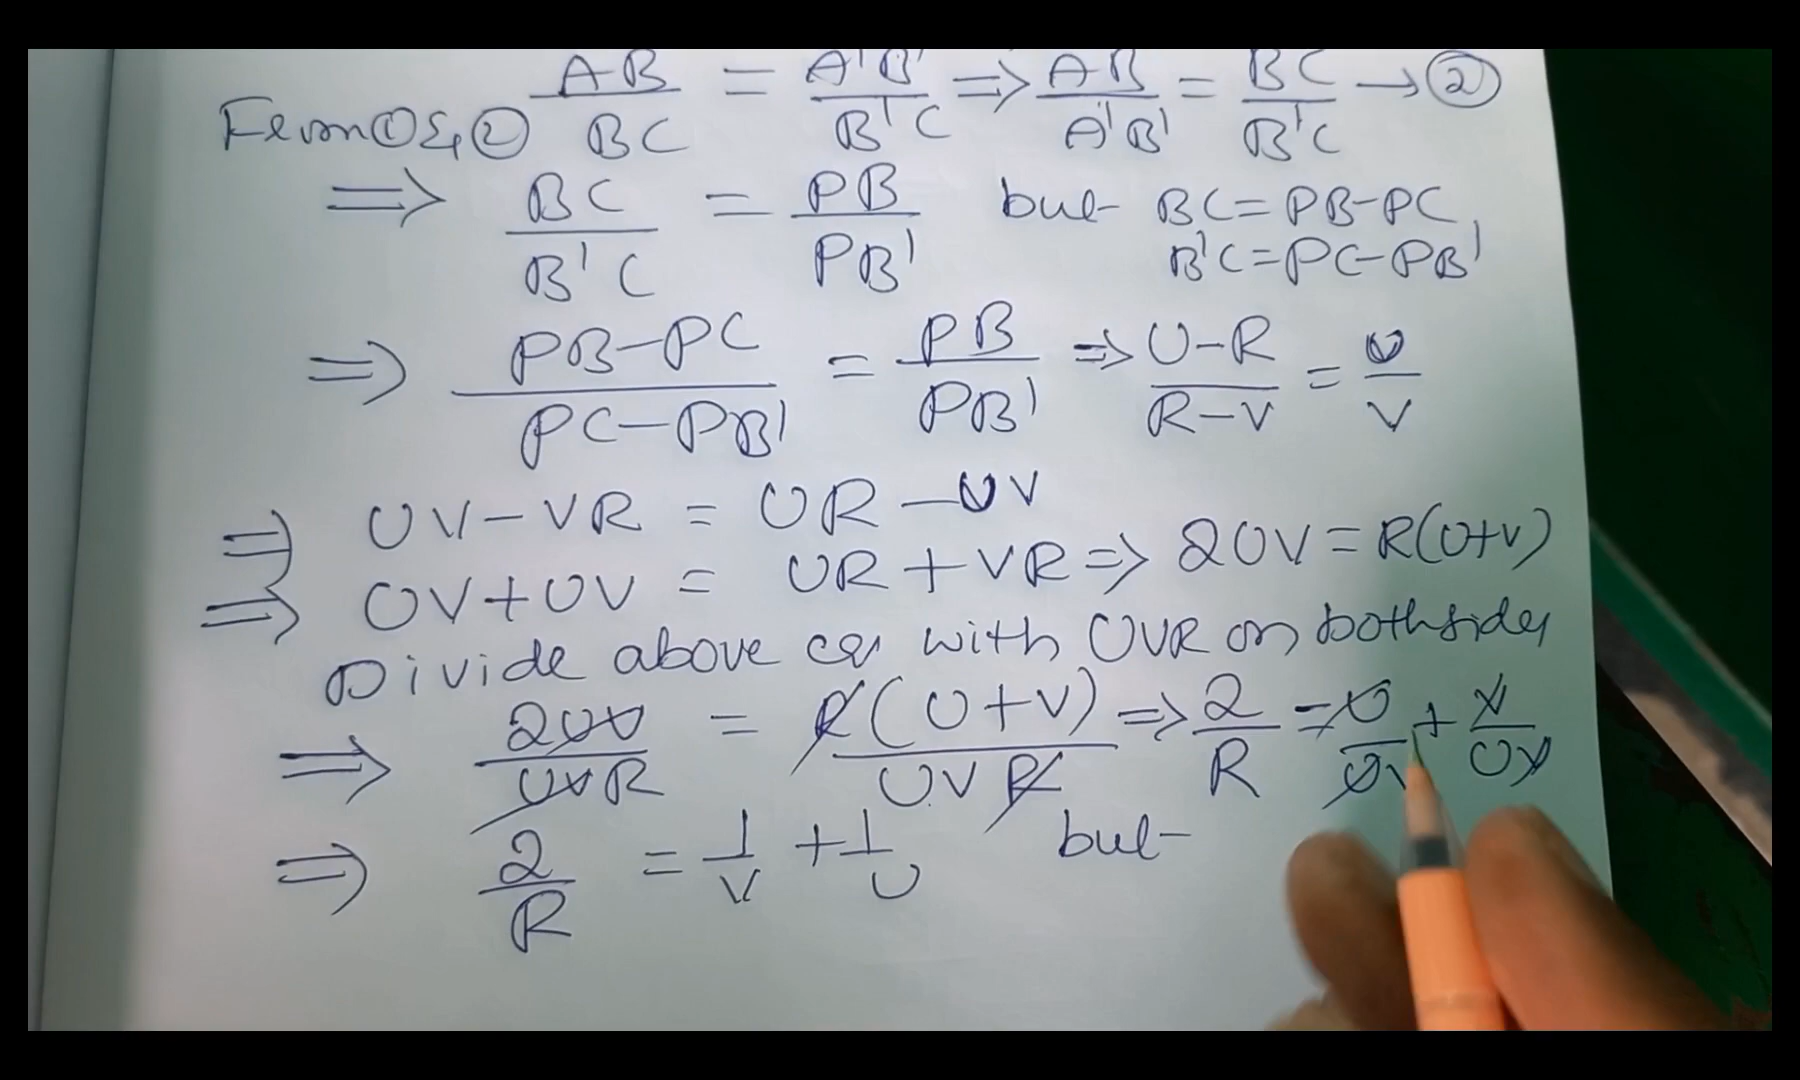 AB/BC = A'B'/B'C ⇒ AB/A'B' = BC/B'C → ②
From ① & ②
⇒ BC/B'C = PB/PB' but BC = PB-PC,
B'C = PC-PB'
⇒ PB-PC/PC-PB' = PB/PB' ⇒ U-R/R-V = U/V
⇒ UV-VR = UR-UV
⇒ UV+UV = UR+VR ⇒ 2UV = R(U+V)
Divide above eq with UVR on bothsides
⇒ 2UV/UVR = R(U+V)/UVR ⇒ 2/R = U/UV + V/UV
⇒ 2/R = 1/V + 1/U but